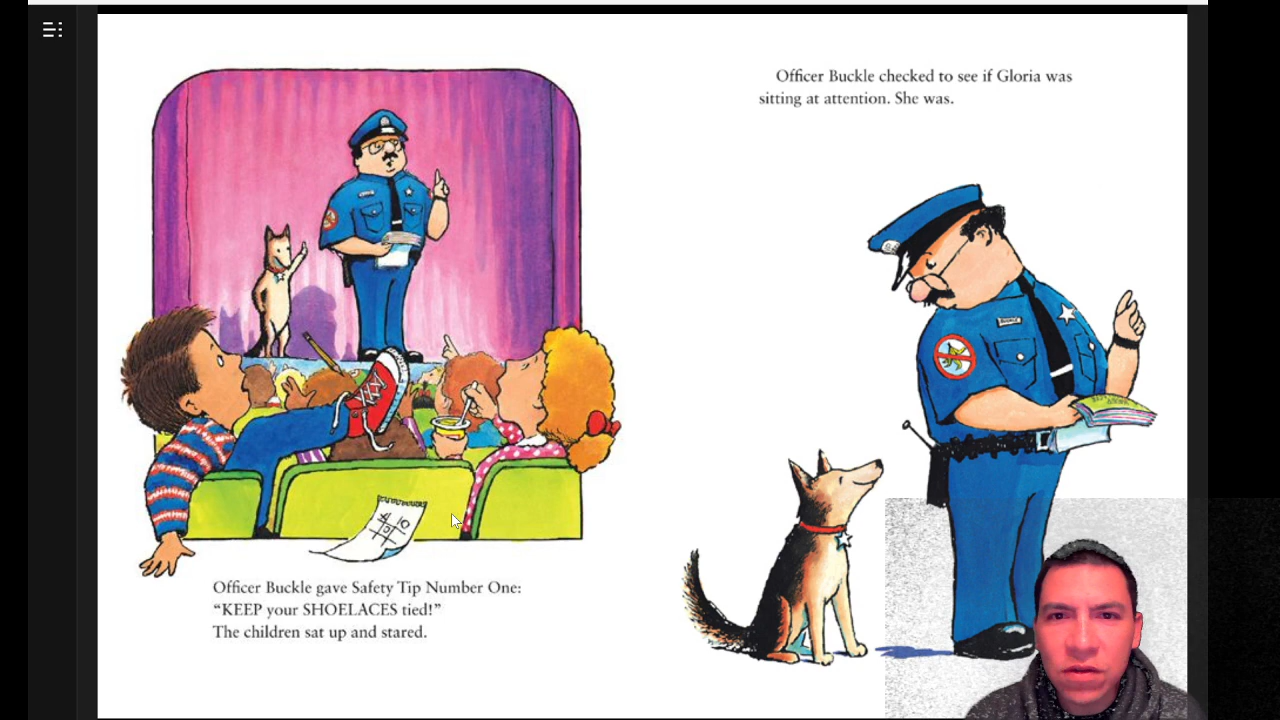 Officer Buckle gave Safety Tip Number One:
“KEEP your SHOELACES tied!”
The children sat up and stared.
Officer Buckle checked to see if Gloria was
sitting at attention. She was.